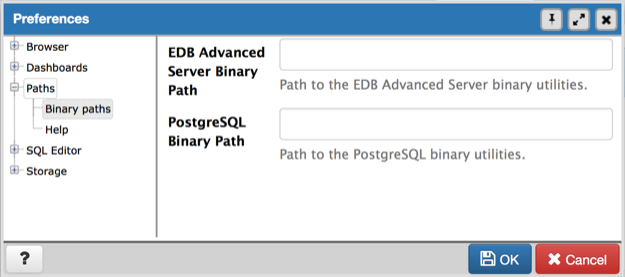 Preferences
Browser
Dashboards
Paths
Binary paths
Help
SQL Editor
Storage
EDB Advanced
Server Binary
Path
Path to the EDB Advanced Server binary utilities.
PostgreSQL
Binary Path
Path to the PostgreSQL binary utilities.
?
OK
Cancel